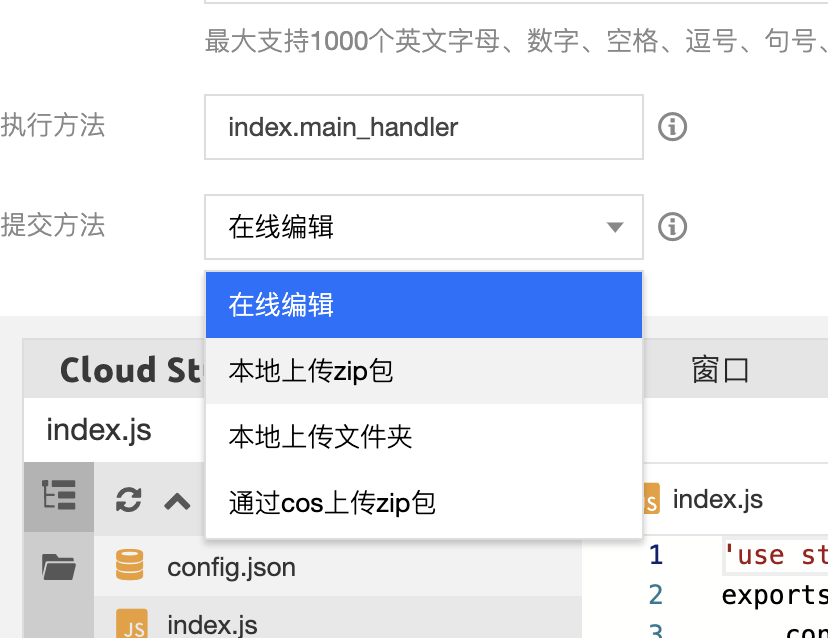 最大支持1000个英文字母、数字、空格、逗号、句号、
执行方法
index.main_handler
提交方法
在线编辑
在线编辑
本地上传zip包
本地上传文件夹
通过cos上传zip包
Cloud St
窗口
index.js
index.js
config.json
JS index.js
1 'use st
2 exports
3 con